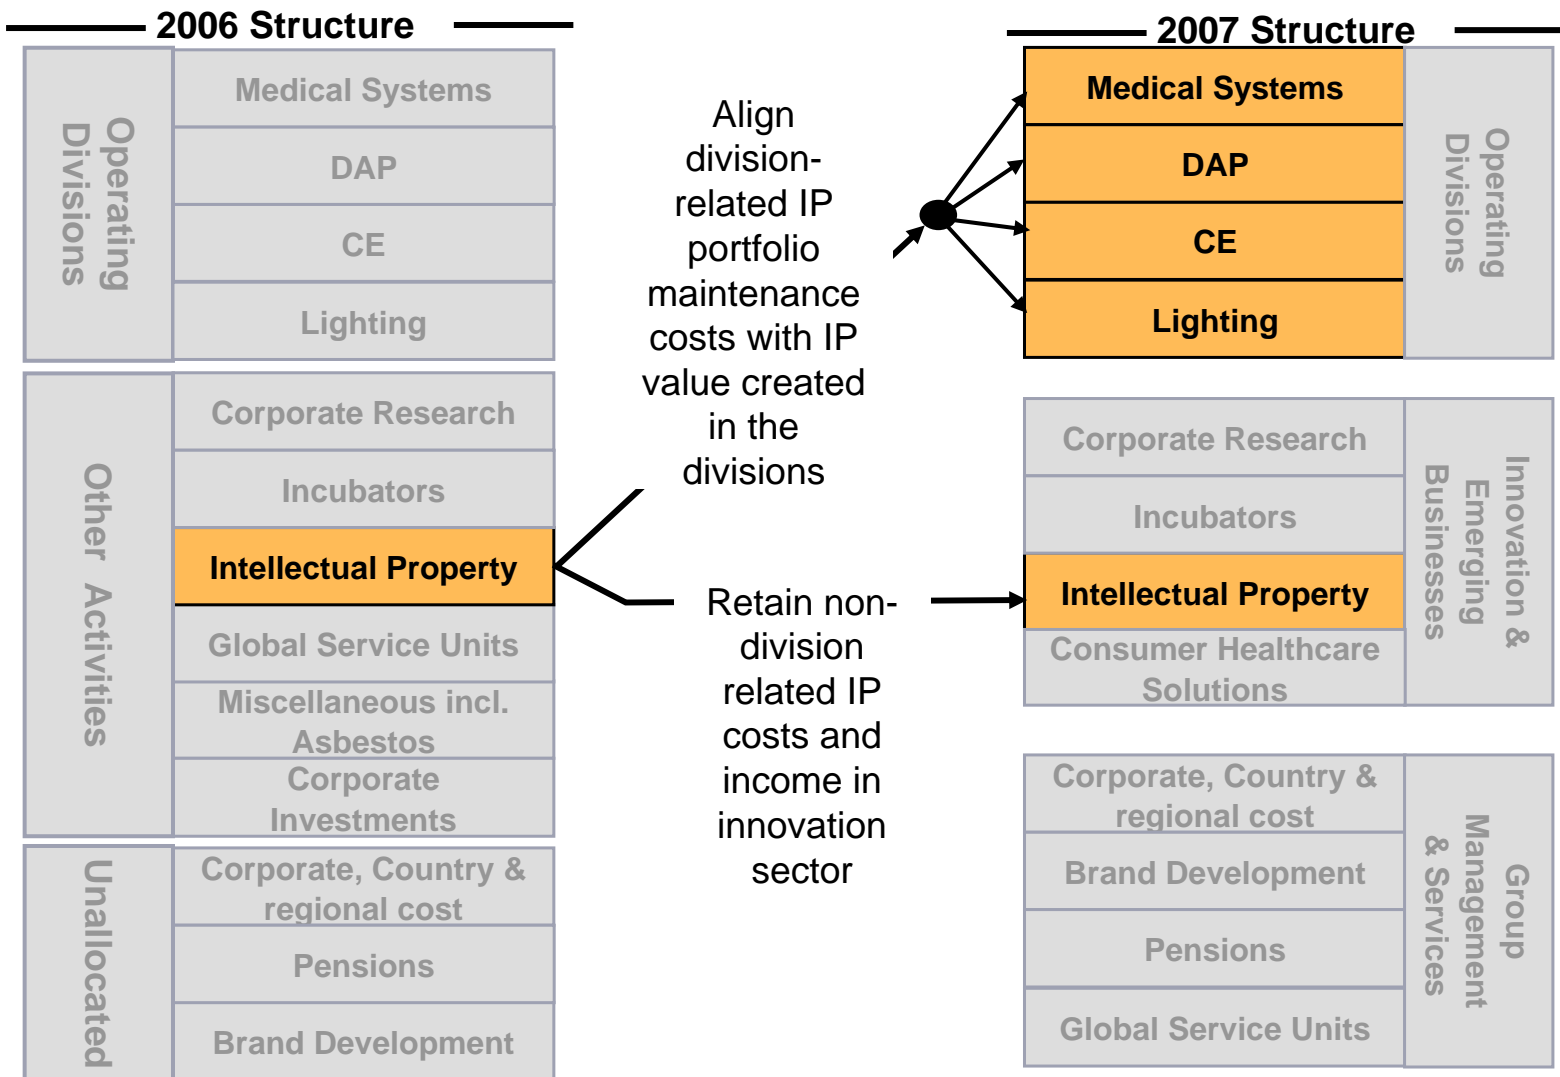 2006 Structure
Operating
Divisions
Medical Systems
DAP
CE
Lighting
Other Activities
Corporate Research
Incubators
Intellectual Property
Global Service Units
Miscellaneous incl.
Asbestos
Corporate
Investments
Unallocated
Corporate, Country &
regional cost
Pensions
Brand Development
Align
division-
related IP
portfolio
maintenance
costs with IP
value created
in the
divisions
Retain non-
division
related IP
costs and
income in
innovation
sector
2007 Structure
Medical Systems
DAP
CE
Lighting
Operating
Divisions
Corporate Research
Incubators
Intellectual Property
Consumer Healthcare
Solutions
Innovation &
Emerging
Businesses
Corporate, Country &
regional cost
Brand Development
Pensions
Global Service Units
Group
Management
& Services